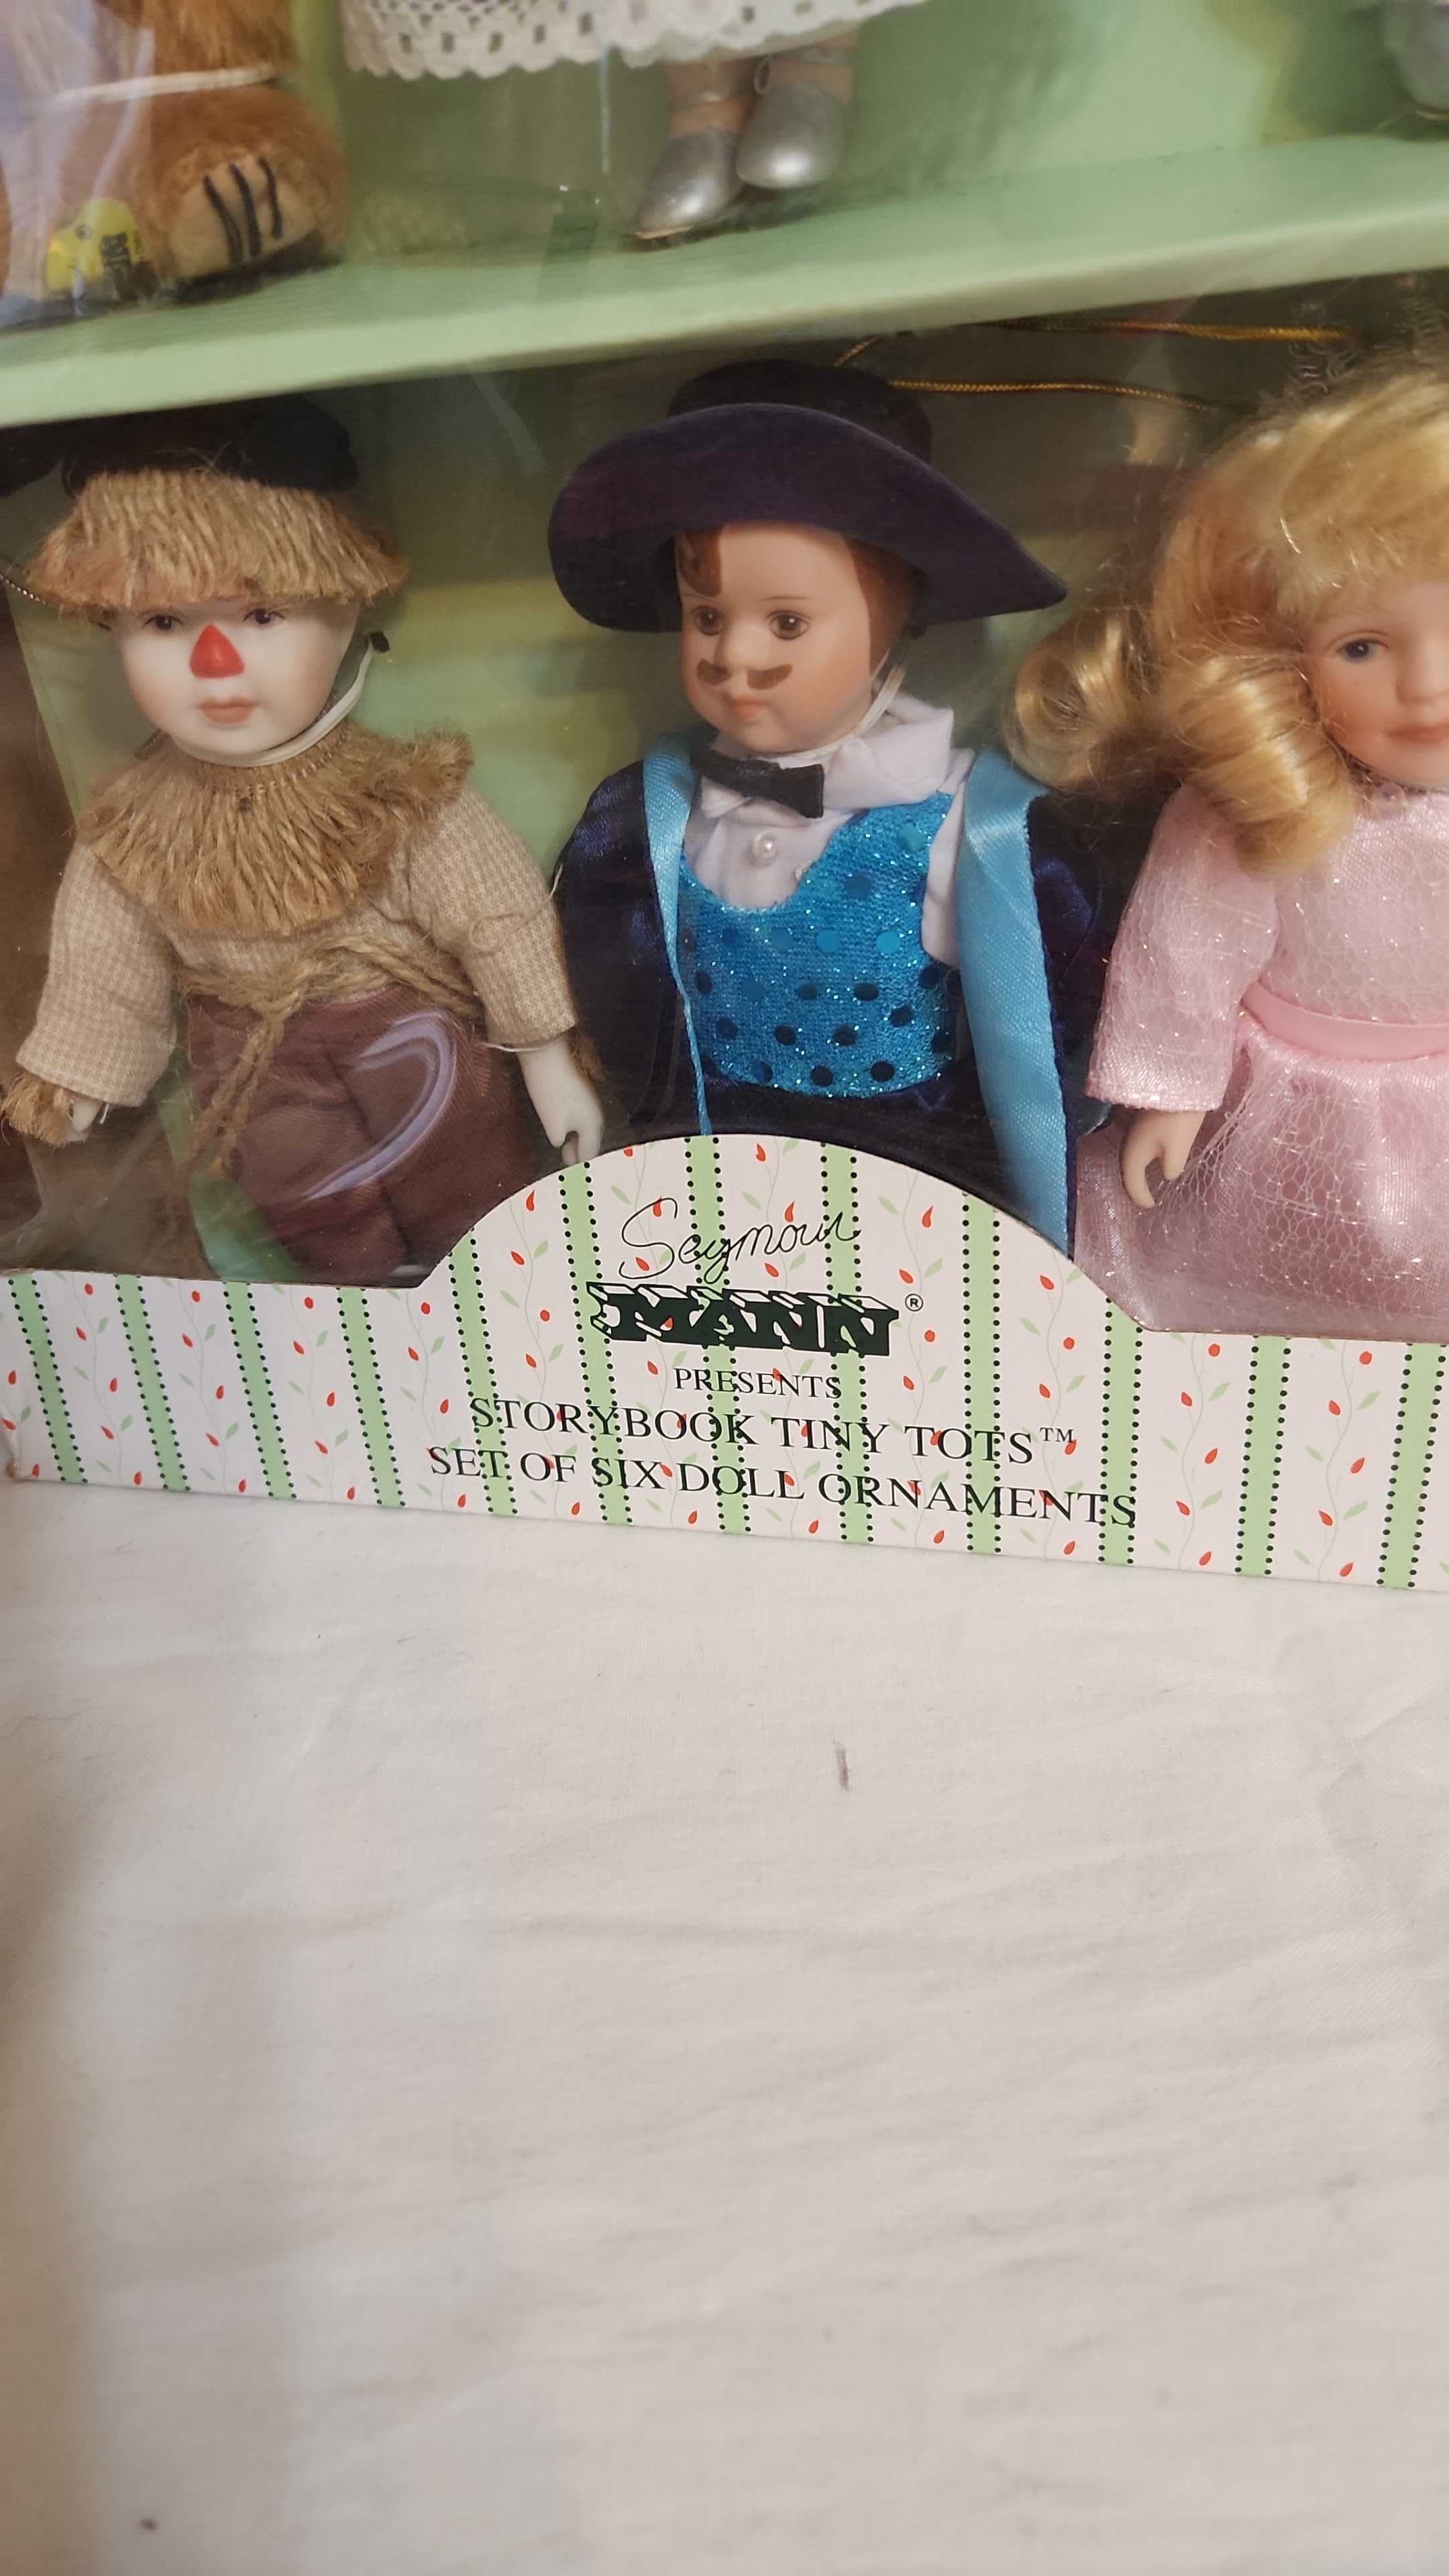 Seymour
MANN®
PRESENTS
STORYBOOK TINY TOTS™
SET OF SIX DOLL ORNAMENTS